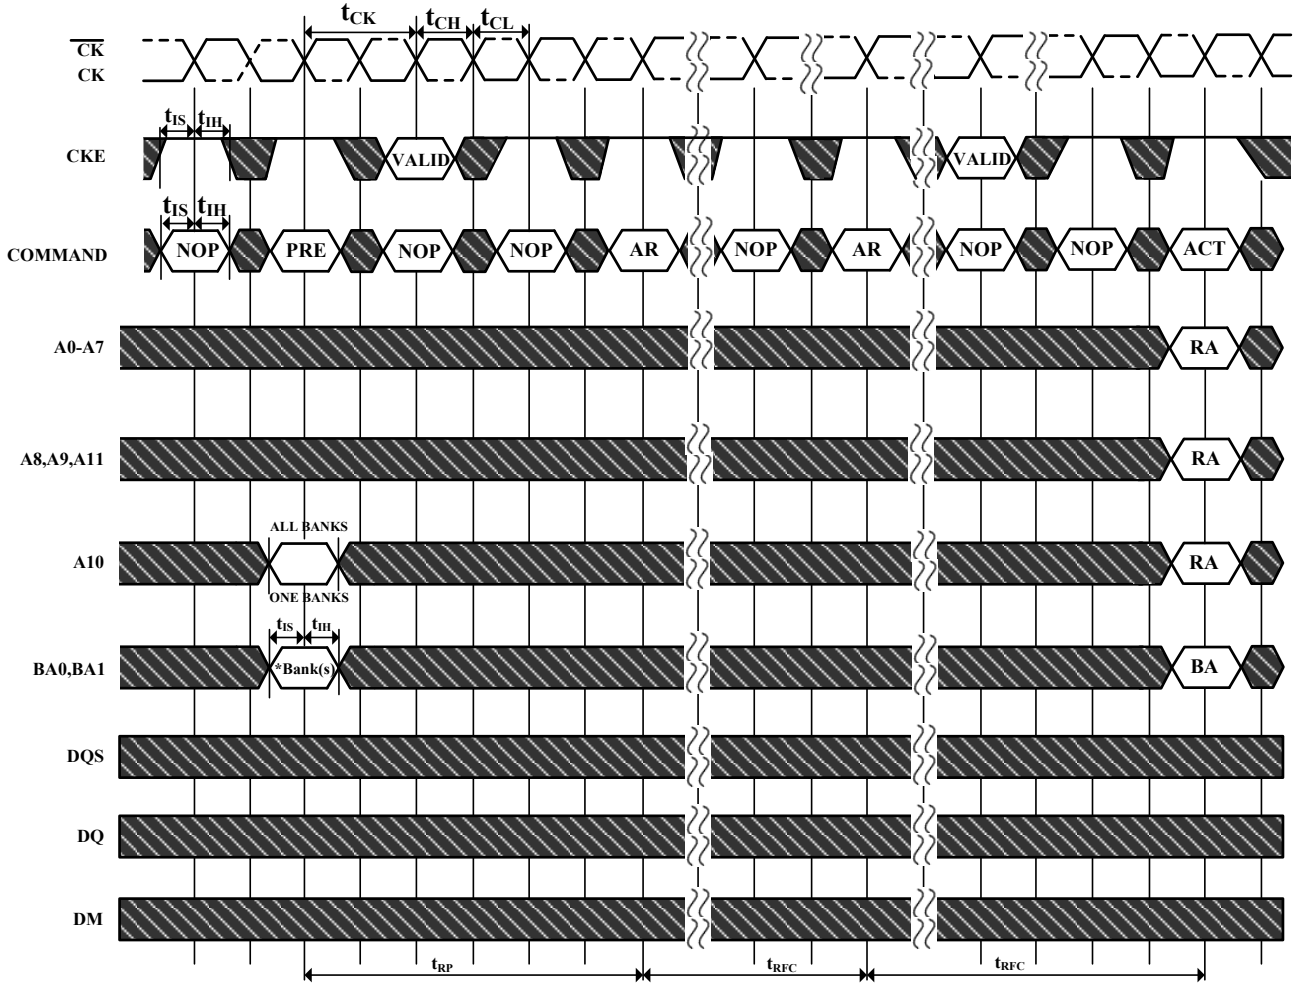 tCK tCH tCL
CK
CK
tIS tIH
CKE VALID VALID
tIS tIH
COMMAND NOP PRE NOP NOP AR NOP AR NOP NOP ACT
A0-A7 RA
A8,A9,A11 RA
ALL BANKS
A10 RA
ONE BANKS
tIS tIH
BA0,BA1 *Bank(s) BA
DQS
DQ
DM
tRP tRFC tRFC